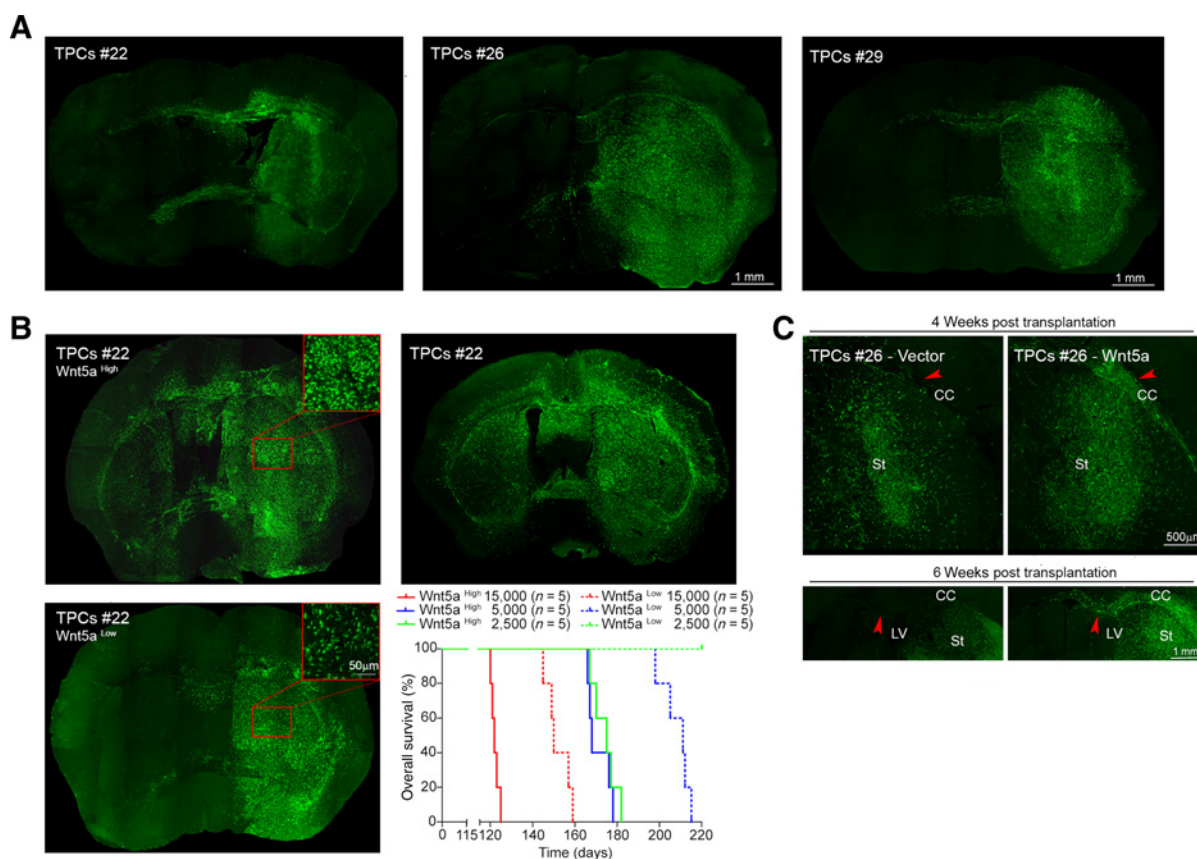 A
TPCs #22
TPCs #26
TPCs #29
1 mm
1 mm
B
TPCs #22
Wnt5a High
TPCs #22
C
4 Weeks post transplantation
TPCs #26 - Vector
TPCs #26 - Wnt5a
CC
CC
St
St
500μm
6 Weeks post transplantation
CC
CC
LV
LV
St
St
1 mm
TPCs #22
Wnt5a Low
50μm
Wnt5a High 15,000 (n = 5)
Wnt5a Low 15,000 (n = 5)
Wnt5a High 5,000 (n = 5)
Wnt5a Low 5,000 (n = 5)
Wnt5a High 2,500 (n = 5)
Wnt5a Low 2,500 (n = 5)
Overall survival (%)
100
80
60
40
20
0
0 115 120 140 160 180 200 220
Time (days)